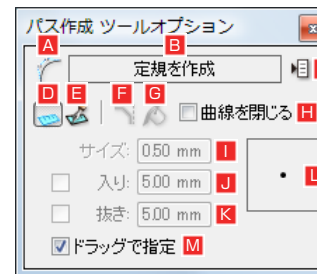 パス作成 ツールオプション
A B
定規を作成
D E F G
曲線を閉じる H
サイズ: 0.50 mm I
入り: 5.00 mm J
L
抜き: 5.00 mm K
ドラッグで指定 M